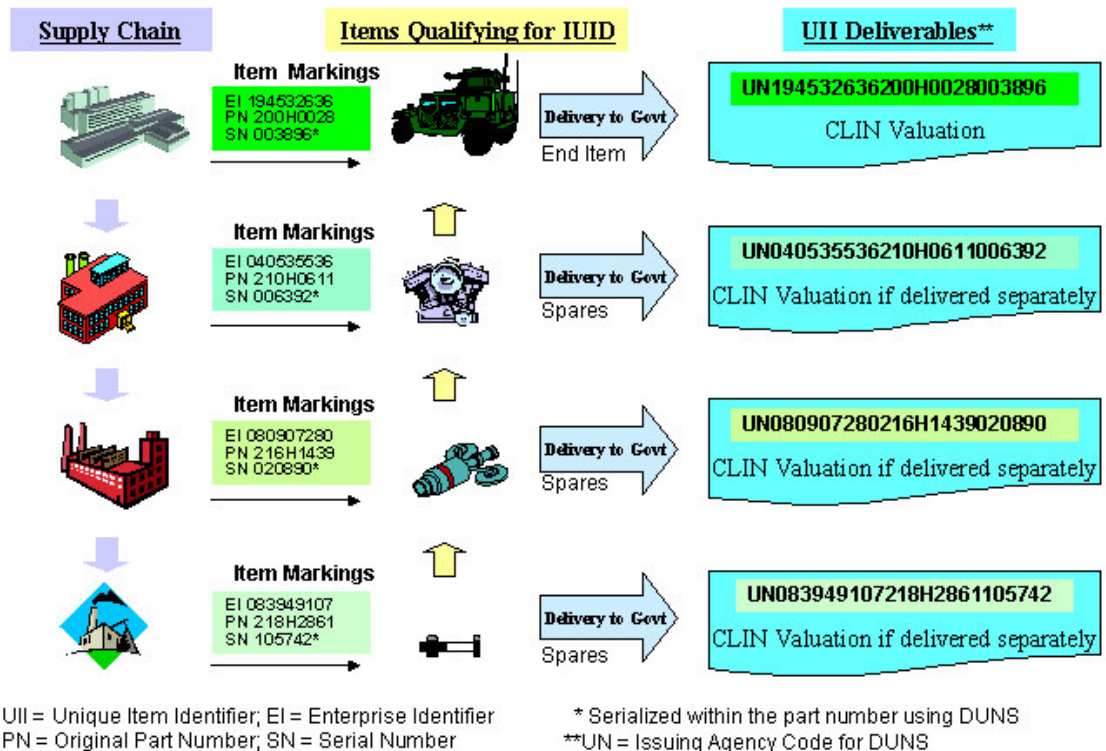 Supply Chain
Items Qualifying for IUID
UII Deliverables**
Item Markings
EI 194532636
PN 200H0028
SN 003896*
Delivery to Govt
End Item
UN194532636200H0028003896
CLIN Valuation
Item Markings
EI 040535536
PN 210H0611
SN 006392*
Delivery to Govt
Spares
UN040535536210H0611006392
CLIN Valuation if delivered separately
Item Markings
EI 080907280
PN 216H1439
SN 020890*
Delivery to Govt
Spares
UN080907280216H1439020890
CLIN Valuation if delivered separately
Item Markings
EI 083949107
PN 218H2861
SN 105742*
Delivery to Govt
Spares
UN083949107218H2861105742
CLIN Valuation if delivered separately
UII = Unique Item Identifier; EI = Enterprise Identifier
PN = Original Part Number; SN = Serial Number
* Serialized within the part number using DUNS
**UN = Issuing Agency Code for DUNS